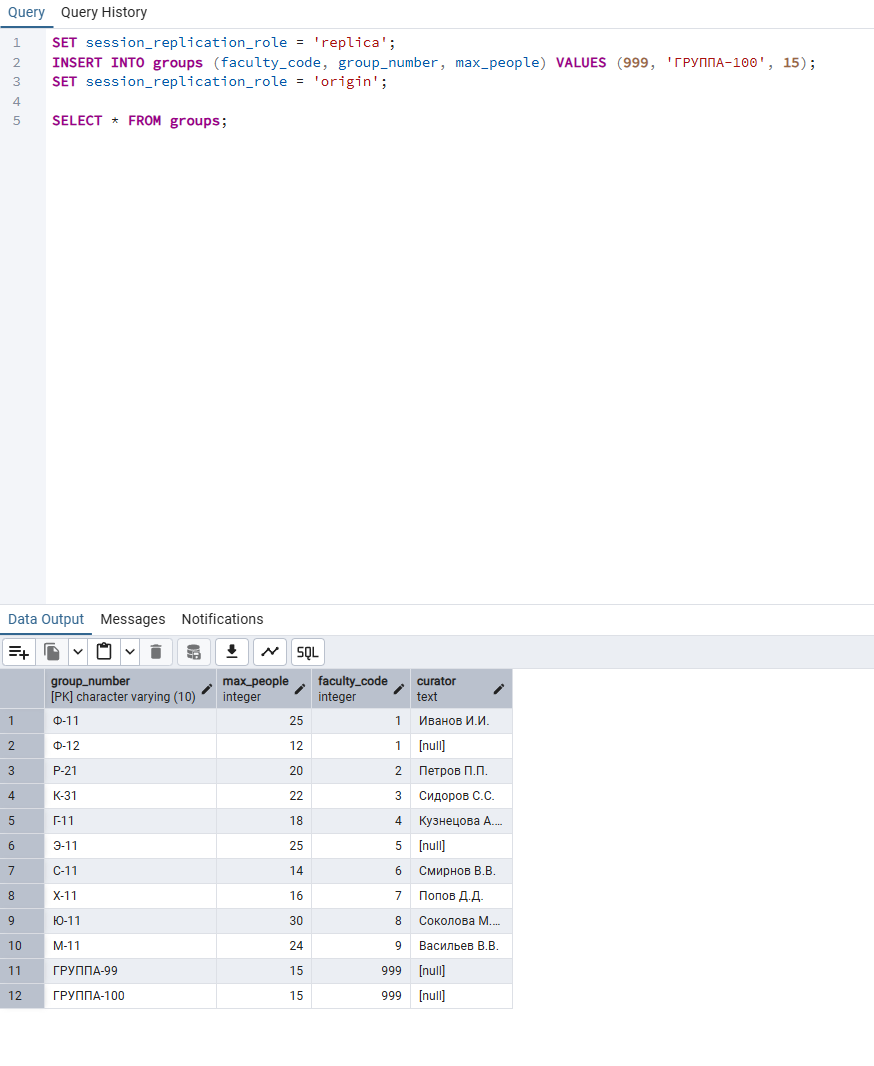 Query Query History
1 SET session_replication_role = 'replica';
2 INSERT INTO groups (faculty_code, group_number, max_people) VALUES (999, 'ГРУППА-100', 15);
3 SET session_replication_role = 'origin';
4
5 SELECT * FROM groups;
Data Output Messages Notifications
SQL
group_number max_people faculty_code curator
[PK] character varying (10) integer integer text
1 Ф-11 25 1 Иванов И.И.
2 Ф-12 12 1 [null]
3 Р-21 20 2 Петров П.П.
4 К-31 22 3 Сидоров С.С.
5 Г-11 18 4 Кузнецова А....
6 Э-11 25 5 [null]
7 С-11 14 6 Смирнов В.В.
8 Х-11 16 7 Попов Д.Д.
9 Ю-11 30 8 Соколова М....
10 М-11 24 9 Васильев В.В.
11 ГРУППА-99 15 999 [null]
12 ГРУППА-100 15 999 [null]